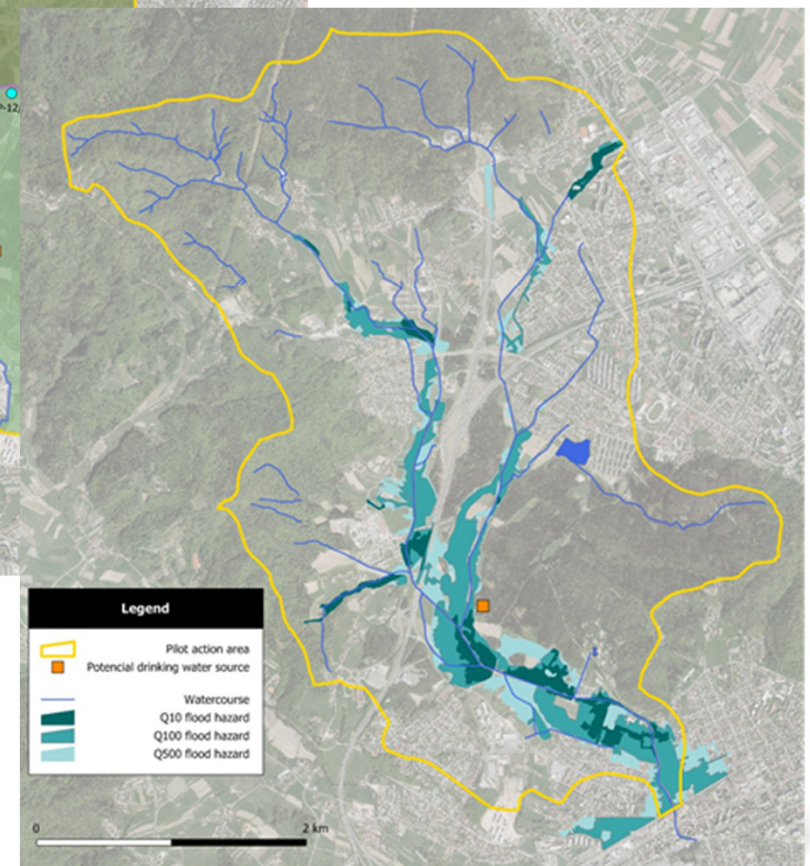 P-12,
Legend
Pilot action area
Potencial drinking water source
Watercourse
Q10 flood hazard
Q100 flood hazard
Q500 flood hazard
0 2 km